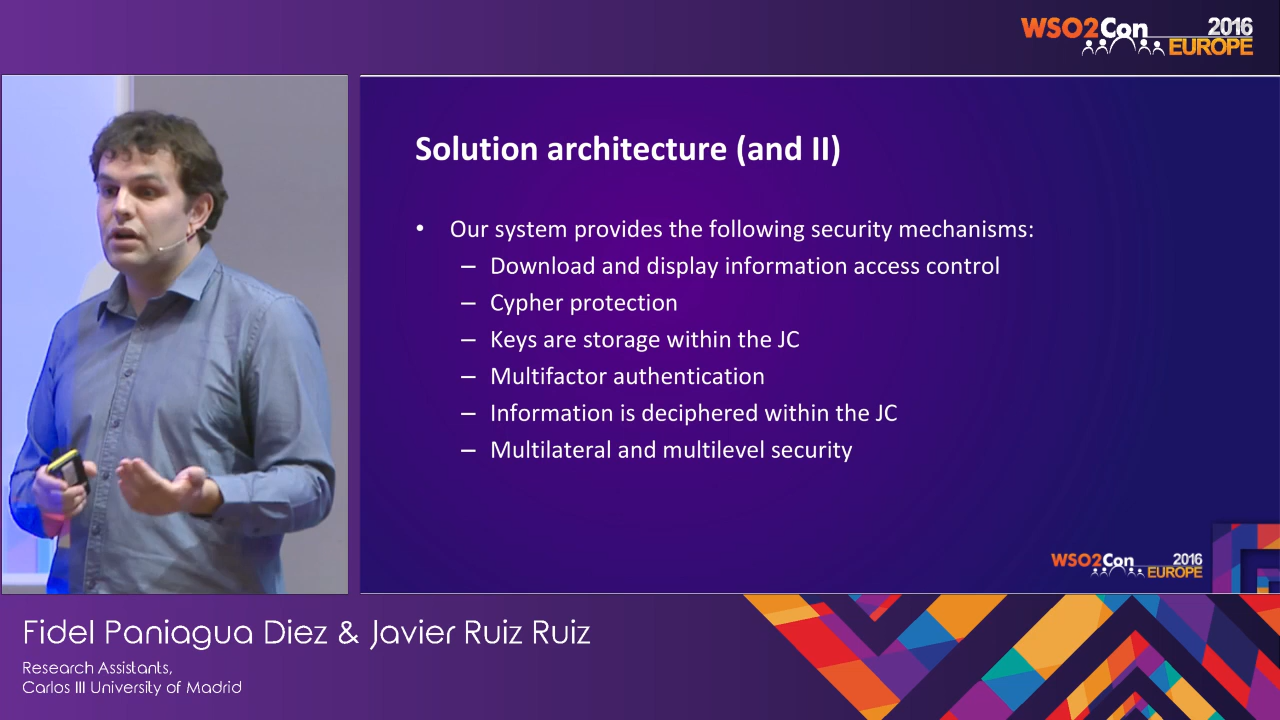 WSO2Con 2016
EUROPE
Solution architecture (and II)
• Our system provides the following security mechanisms:
– Download and display information access control
– Cypher protection
– Keys are storage within the JC
– Multifactor authentication
– Information is deciphered within the JC
– Multilateral and multilevel security
WSO2Con 2016
EUROPE
Fidel Paniagua Diez & Javier Ruiz Ruiz
Research Assistants,
Carlos III University of Madrid